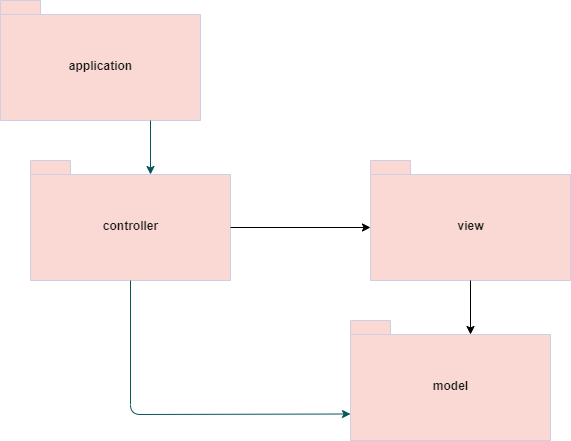 application
controller
view
model